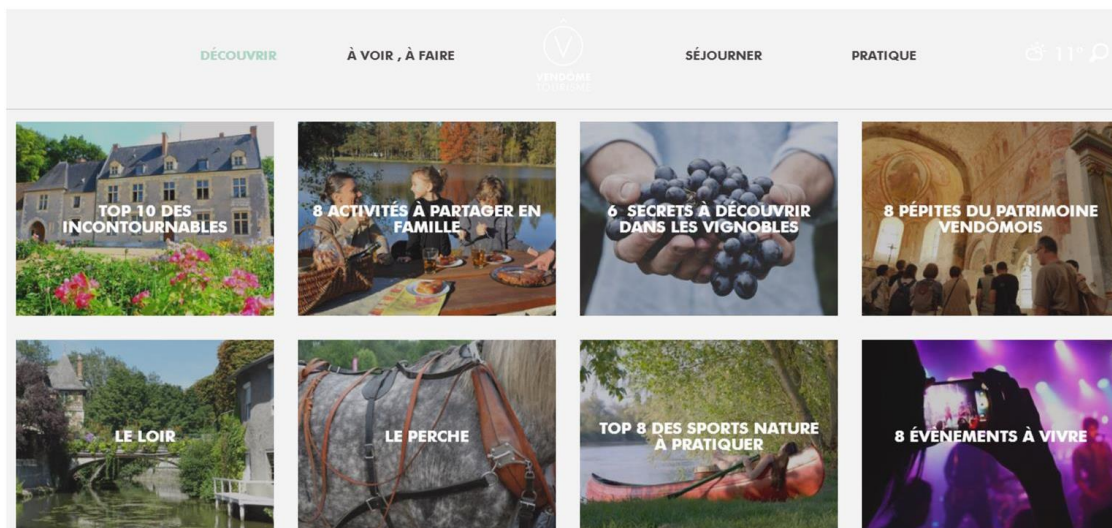 DÉCOUVRIR
À VOIR , À FAIRE
VENDÔME
TOURISME
SÉJOURNER
PRATIQUE
11°
TOP 10 DES
INCONTOURNABLES
8 ACTIVITÉS À PARTAGER EN
FAMILLE
6 SECRETS À DÉCOUVRIR
DANS LES VIGNOBLES
8 PÉPITES DU PATRIMOINE
VENDÔMOIS
LE LOIR
LE PERCHE
TOP 8 DES SPORTS NATURE
À PRATIQUER
8 ÉVÈNEMENTS À VIVRE